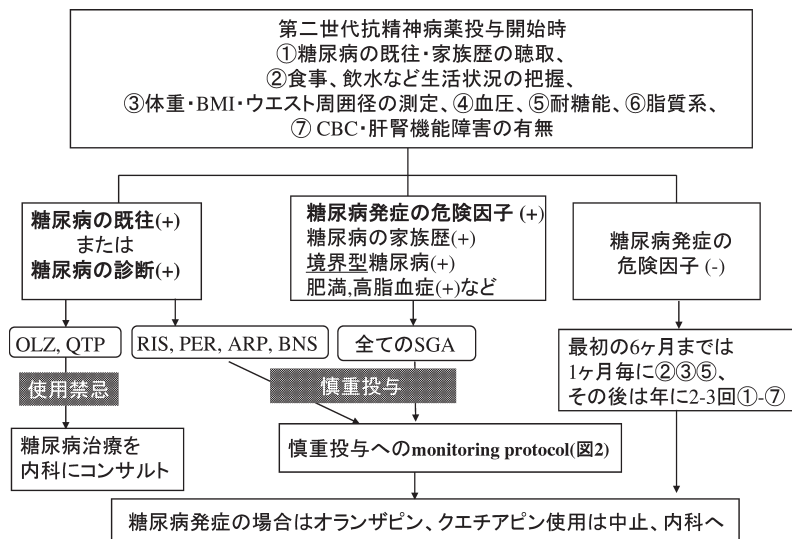 第二世代抗精神病薬投与開始時
①糖尿病の既往・家族歴の聴取、
②食事、飲水など生活状況の把握、
③体重・BMI・ウエスト周囲径の測定、④血圧、⑤耐糖能、⑥脂質系、
⑦ CBC・肝腎機能障害の有無
糖尿病の既往(+)
または
糖尿病の診断(+)
糖尿病発症の危険因子 (+)
糖尿病の家族歴(+)
境界型糖尿病(+)
肥満,高脂血症(+)など
糖尿病発症の
危険因子 (-)
OLZ, QTP
RIS, PER, ARP, BNS
全てのSGA
最初の6ヶ月までは
1ヶ月毎に②③⑤、
その後は年に2-3回①-⑦
使用禁忌
慎重投与
糖尿病治療を
内科にコンサルト
慎重投与へのmonitoring protocol(図2)
糖尿病発症の場合はオランザピン、クエチアピン使用は中止、内科へ